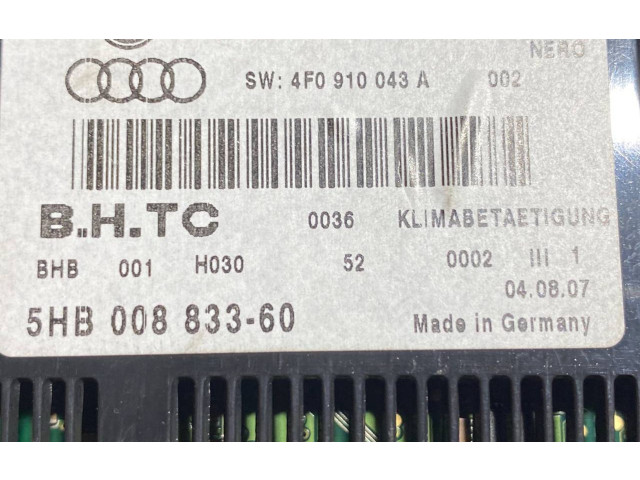 NERO
SW: 4F0 910 043 A 002
B.H.TC 0036 KLIMABETAETIGUNG
BHB 001 H030 52 0002 III 1
04.08.07
5HB 008 833-60 Made in Germany